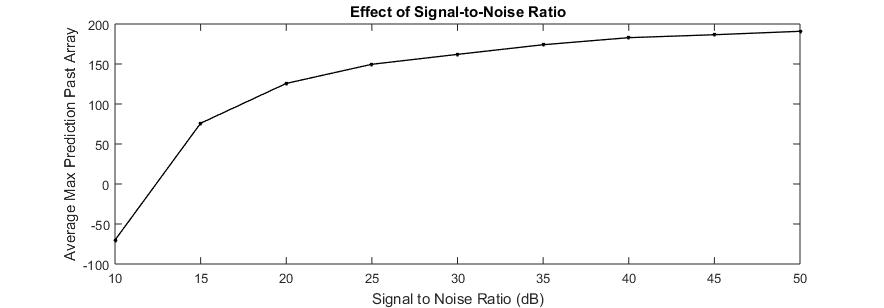 Effect of Signal-to-Noise Ratio
Average Max Prediction Past Array
200
150
100
50
0
-50
-100
10 15 20 25 30 35 40 45 50
Signal to Noise Ratio (dB)